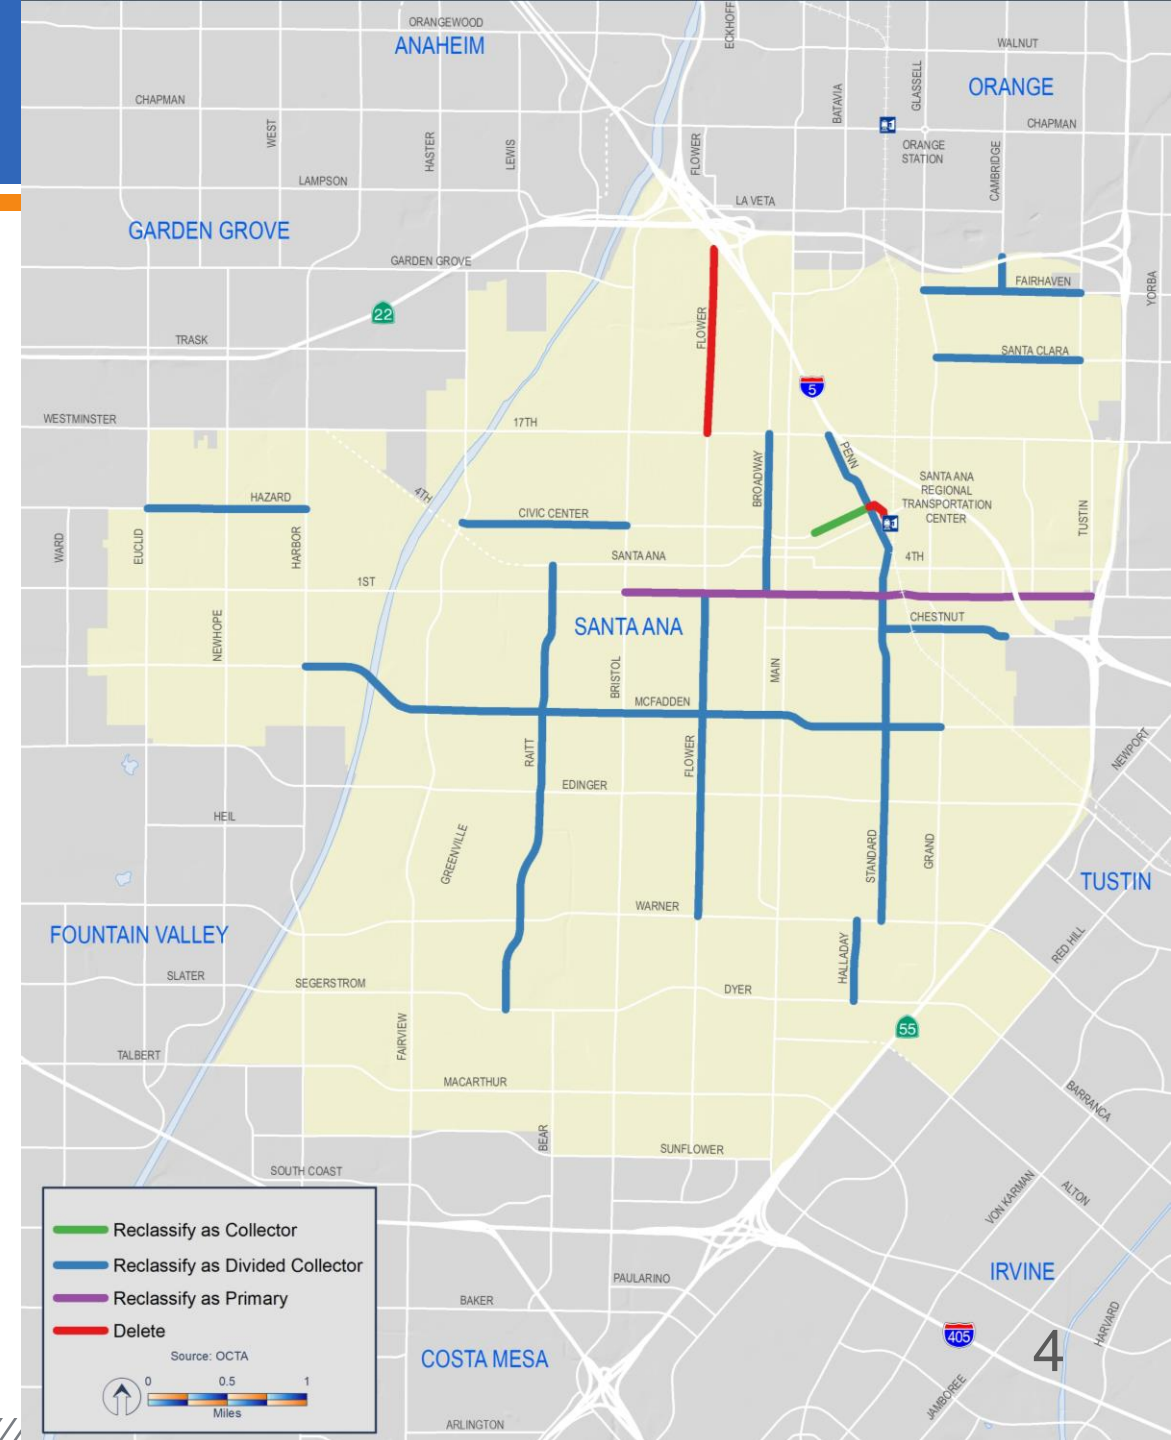 ORANGEWOOD
ANAHEIM
ECKHOFF
WALNUT
ORANGE
CHAPMAN
WEST
HASTER
LEWIS
FLOWER
BATAVIA
GLASSELL
CHAPMAN
ORANGE
STATION
CAMBRIDGE
LAMPSON
LA VETA
GARDEN GROVE
GARDEN GROVE
FAIRHAVEN
YORBA
22
FLOWER
TRASK
SANTA CLARA
5
WESTMINSTER
17TH
PENN
BROADWAY
SANTA ANA
REGIONAL
TRANSPORTATION
CENTER
4TH
HAZARD
CIVIC CENTER
TUSTIN
WARD
EUCLID
HARBOR
SANTA ANA
4TH
1ST
CHESTNUT
NEWHOPE
SANTA ANA
BRISTOL
MAIN
MCFADDEN
RAITT
FLOWER
NEWPORT
EDINGER
HEIL
GREENVILLE
STANDARD
GRAND
TUSTIN
WARNER
FOUNTAIN VALLEY
HALLADAY
RED HILL
SLATER
SEGERSTROM
DYER
55
FAIRVIEW
TALBERT
MACARTHUR
BARRANCA
BEAR
SUNFLOWER
SOUTH COAST
VON KARMAN
ALTON
Reclassify as Collector
Reclassify as Divided Collector
Reclassify as Primary
Delete
Source: OCTA
0 0.5 1
Miles
PAULARINO
IRVINE
BAKER
HARVARD
405
4
COSTA MESA
JAMBOREE
ARLINGTON